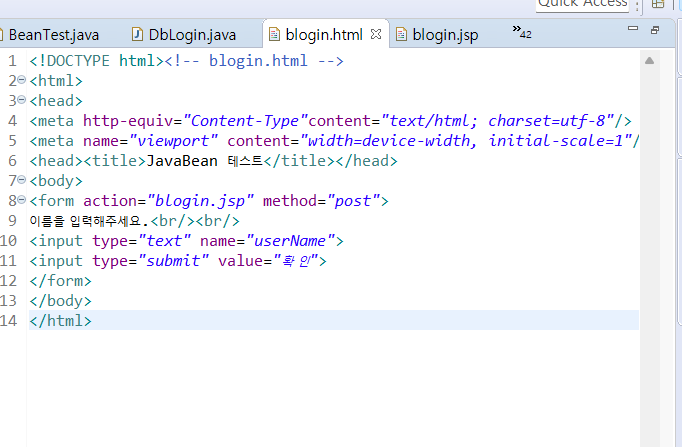 Quick Access
BeanTest.java DbLogin.java blogin.html blogin.jsp »42
1 <!DOCTYPE html><!-- blogin.html -->
2 <html>
3 <head>
4 <meta http-equiv="Content-Type"content="text/html; charset=utf-8"/>
5 <meta name="viewport" content="width=device-width, initial-scale=1"/
6 <head><title>JavaBean 테스트</title></head>
7 <body>
8 <form action="blogin.jsp" method="post">
9 이름을 입력해주세요.<br/><br/>
10 <input type="text" name="userName">
11 <input type="submit" value="확 인">
12 </form>
13 </body>
14 </html>